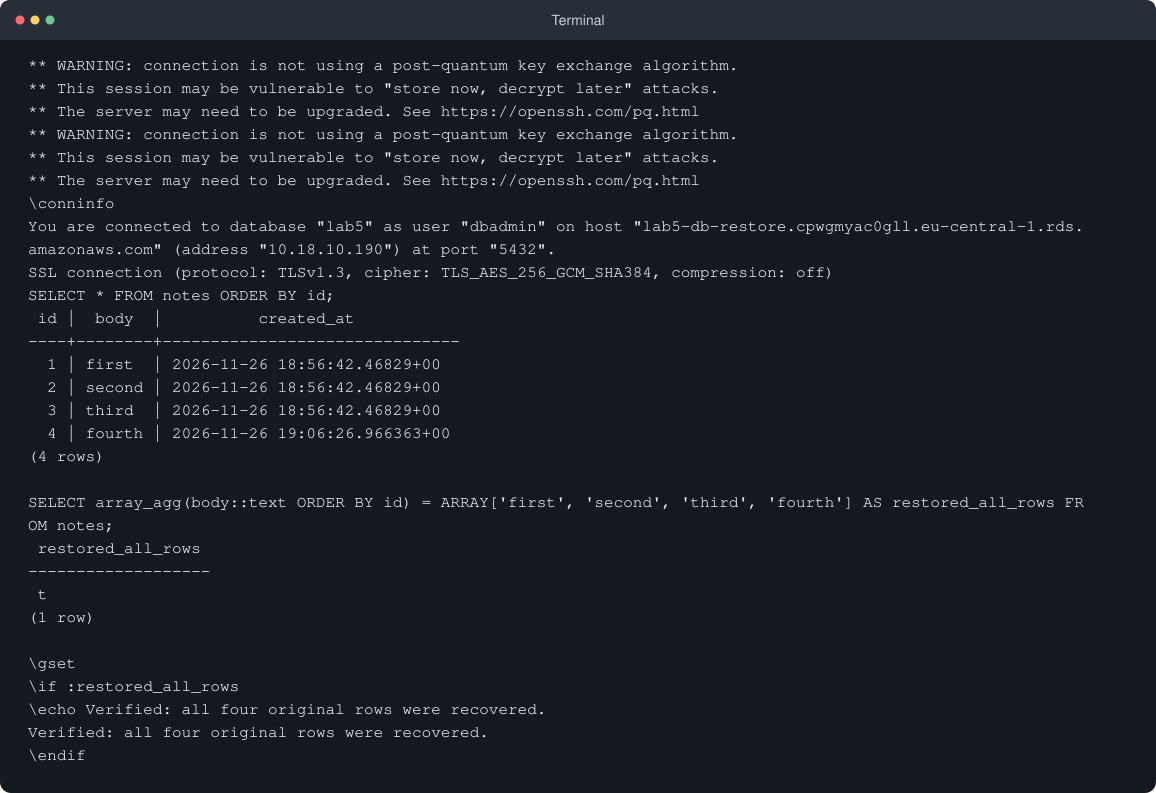 Terminal
** WARNING: connection is not using a post-quantum key exchange algorithm.
** This session may be vulnerable to "store now, decrypt later" attacks.
** The server may need to be upgraded. See https://openssh.com/pq.html
** WARNING: connection is not using a post-quantum key exchange algorithm.
** This session may be vulnerable to "store now, decrypt later" attacks.
** The server may need to be upgraded. See https://openssh.com/pq.html
\conninfo
You are connected to database "lab5" as user "dbadmin" on host "lab5-db-restore.cpwgmyac0gll.eu-central-1.rds.
amazonaws.com" (address "10.18.10.190") at port "5432".
SSL connection (protocol: TLSv1.3, cipher: TLS_AES_256_GCM_SHA384, compression: off)
SELECT * FROM notes ORDER BY id;
 id |  body  |          created_at
----+--------+-------------------------------
  1 | first  | 2026-11-26 18:56:42.46829+00
  2 | second | 2026-11-26 18:56:42.46829+00
  3 | third  | 2026-11-26 18:56:42.46829+00
  4 | fourth | 2026-11-26 19:06:26.966363+00
(4 rows)

SELECT array_agg(body::text ORDER BY id) = ARRAY['first', 'second', 'third', 'fourth'] AS restored_all_rows FR
OM notes;
 restored_all_rows
-------------------
 t
(1 row)

\gset
\if :restored_all_rows
\echo Verified: all four original rows were recovered.
Verified: all four original rows were recovered.
\endif